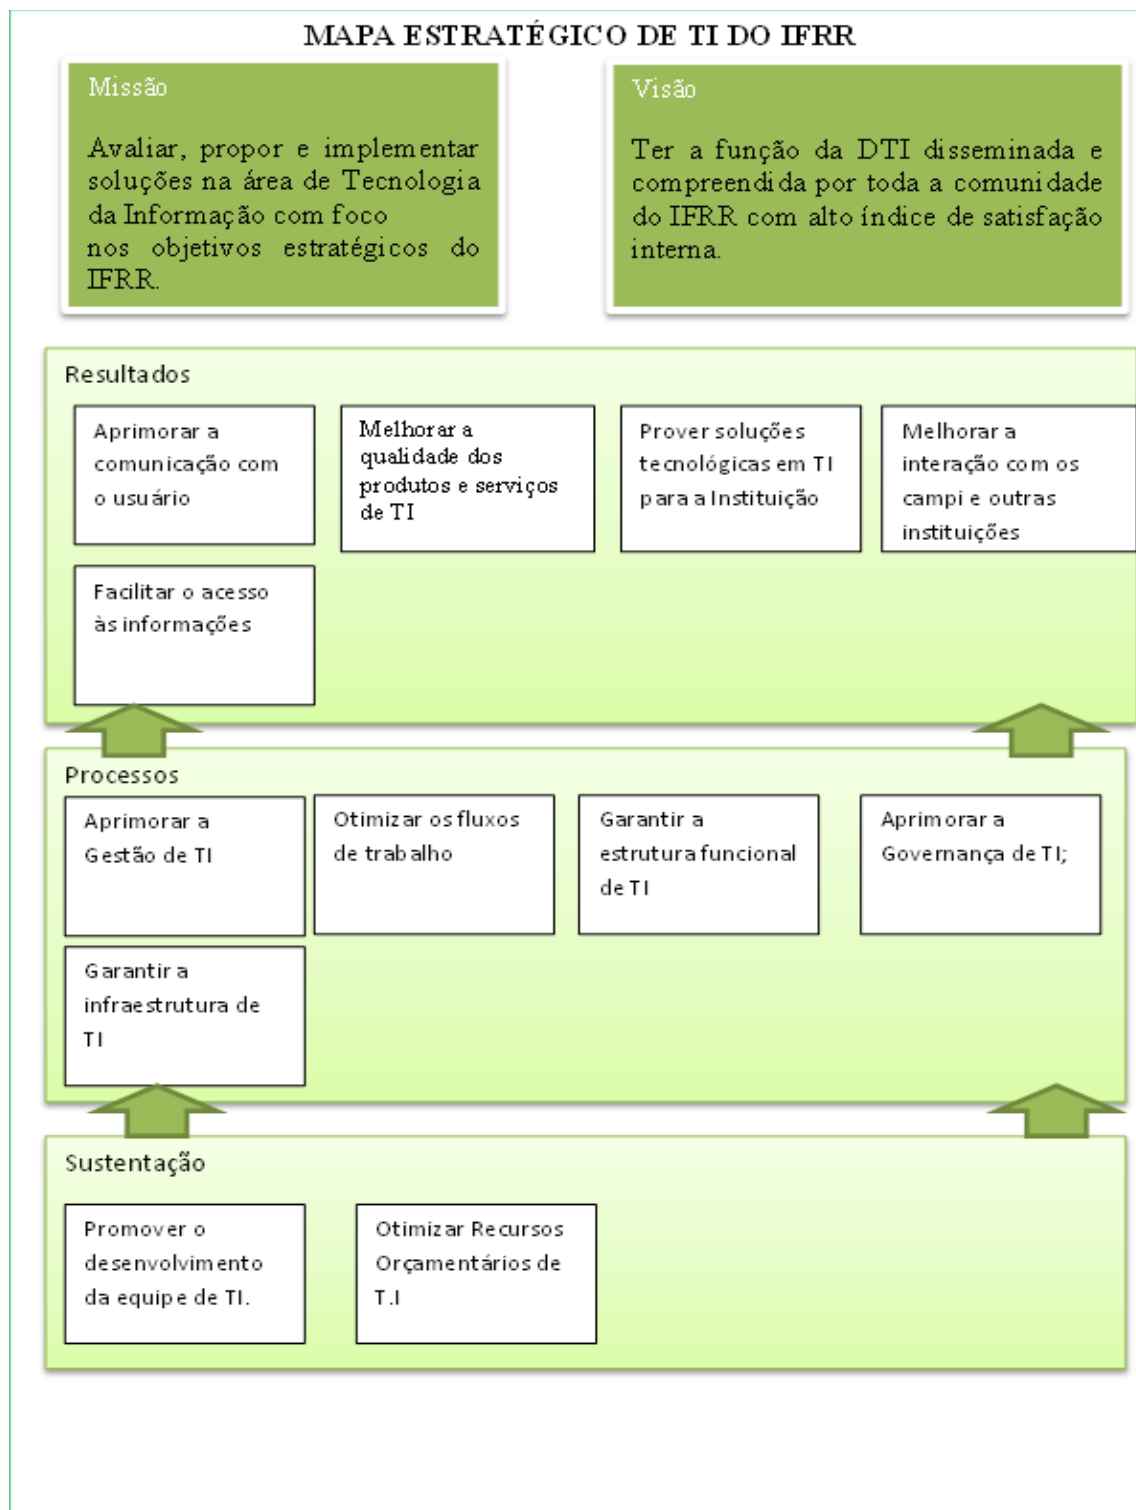 MAPA ESTRATÉGICO DE TI DO IFRR
Missão
Avaliar, propor e implementar
soluções na área de Tecnologia
da Informação com foco
nos objetivos estratégicos do
IFRR.
Visão
Ter a função da DTI disseminada e
compreendida por toda a comunidade
do IFRR com alto índice de satisfação
interna.
Resultados
Aprimorar a
comunicação com
o usuário
Melhorar a
qualidade dos
produtos e serviços
de TI
Prover soluções
tecnológicas em TI
para a Instituição
Melhorar a
interação com os
campi e outras
instituições
Facilitar o acesso
às informações
Processos
Aprimorar a
Gestão de TI
Otimizar os fluxos
de trabalho
Garantir a
estrutura funcional
de TI
Aprimorar a
Governança de TI;
Garantir a
infraestrutura de
TI
Sustentação
Promover o
desenvolvimento
da equipe de TI.
Otimizar Recursos
Orçamentários de
T.I